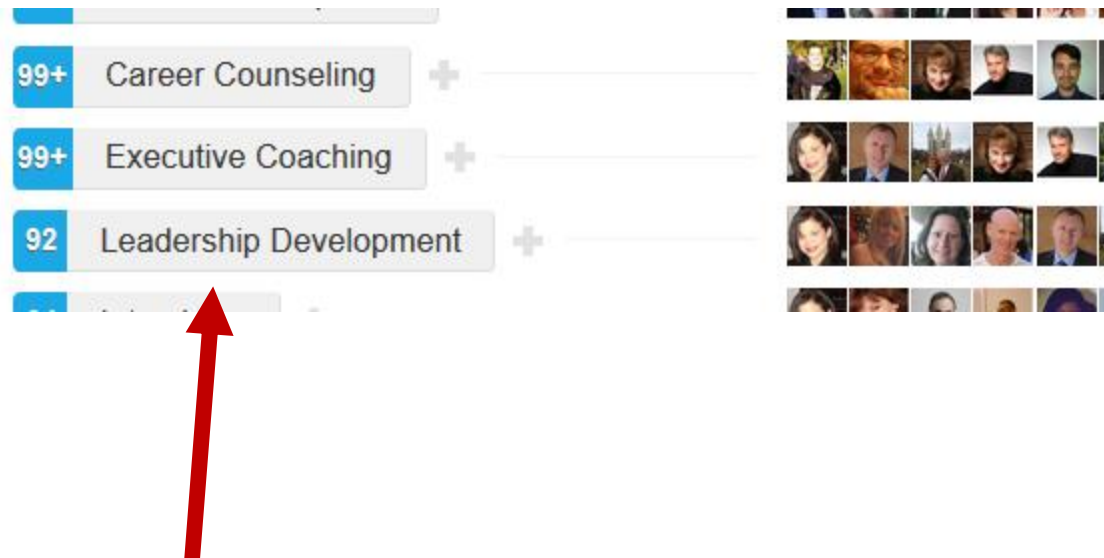 99+ Career Counseling
99+ Executive Coaching
92 Leadership Development